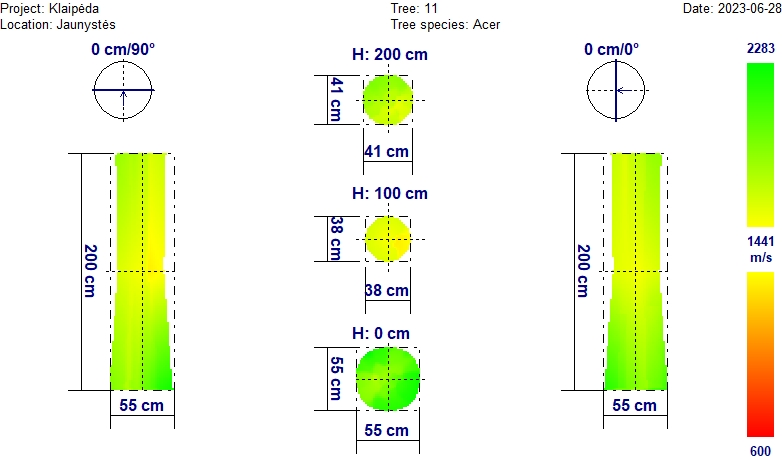 Project: Klaipėda
Tree: 11
Date: 2023-06-28
Location: Jaunystės
Tree species: Acer
0 cm/90°
H: 200 cm
0 cm/0°
2283
41 cm
41 cm
H: 100 cm
38 cm
38 cm
200 cm
200 cm
1441
m/s
H: 0 cm
55 cm
55 cm
55 cm
55 cm
600